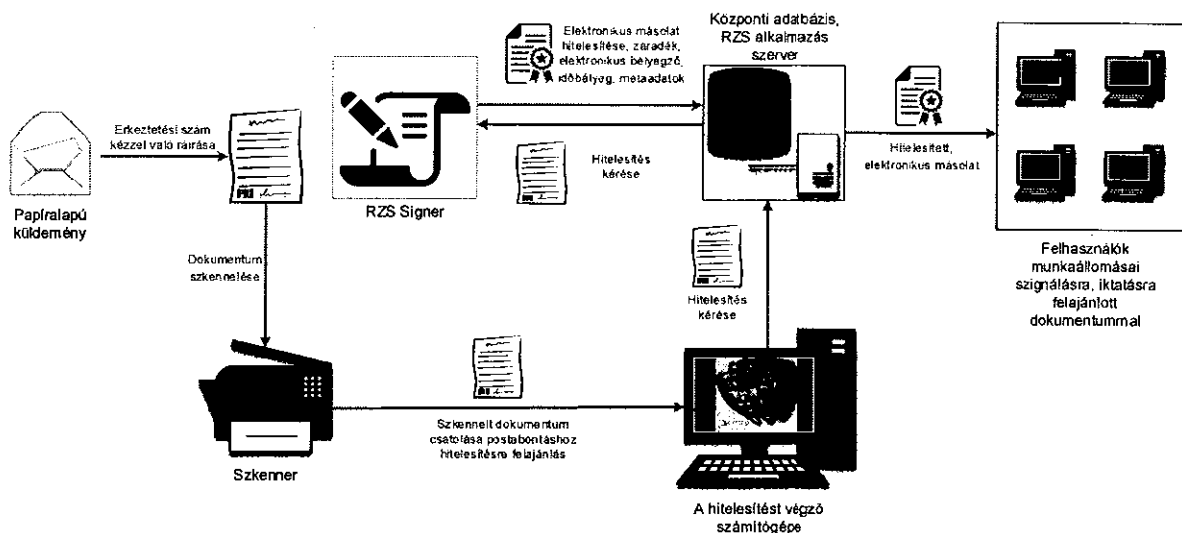 Elektronikus másolat
hitelesítése, záradék,
elektronikus bélyegző,
időbélyeg, metaadatok
Központi adatbázis,
RZS alkalmazás
szerver
Érkeztetési szám
kézzel való ráírása
Hitelesítés
kérése
Hitelesített,
elektronikus másolat
Papíralapú
küldemény
RZS Signer
Dokumentum
szkennelése
Hitelesítés
kérése
Felhasználók
munkaállomásai
szignálásra, iktatásra
felajánlott
dokumentummal
Szkennelt dokumentum
csatolása postabontáshoz
hitelesítésre felajánlás
Szkenner
A hitelesítést végző
számítógépe